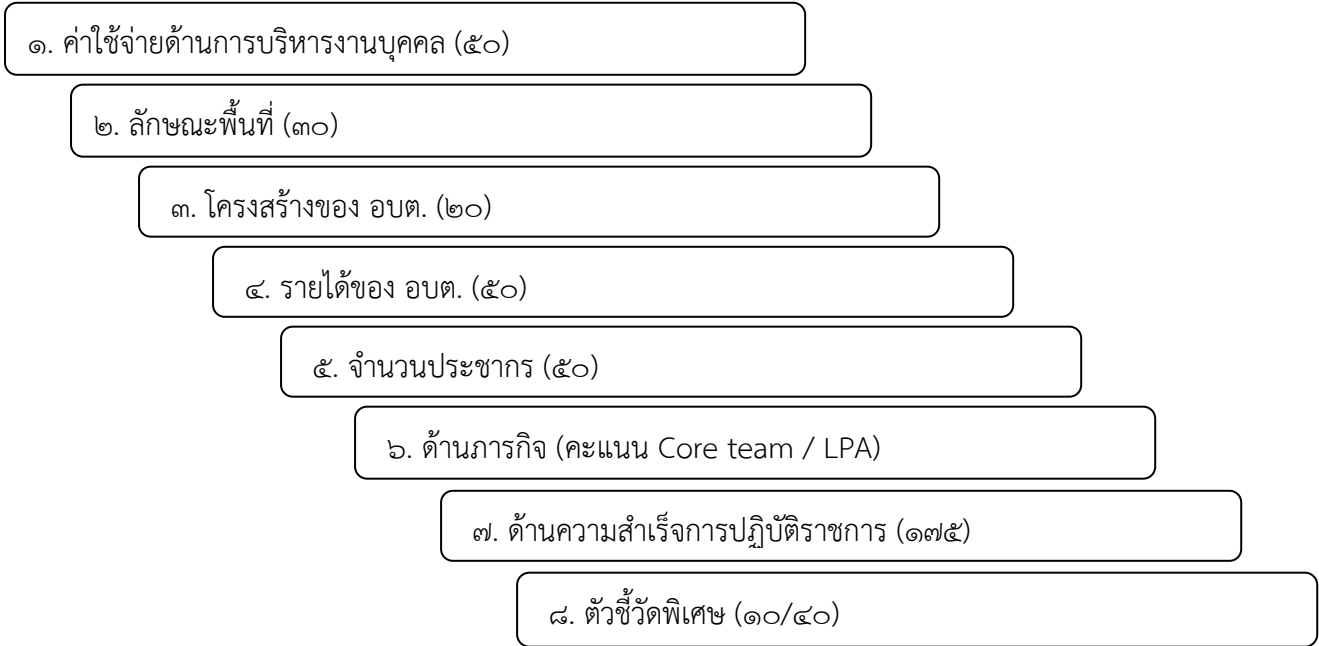 ๑. ค่าใช้จ่ายด้านการบริหารงานบุคคล (๕๐)
๒. ลักษณะพื้นที่ (๓๐)
๓. โครงสร้างของ อบต. (๒๐)
๔. รายได้ของ อบต. (๕๐)
๕. จำนวนประชากร (๕๐)
๖. ด้านภารกิจ (คะแนน Core team / LPA)
๗. ด้านความสำเร็จการปฏิบัติราชการ (๑๗๕)
๘. ตัวชี้วัดพิเศษ (๑๐/๔๐)